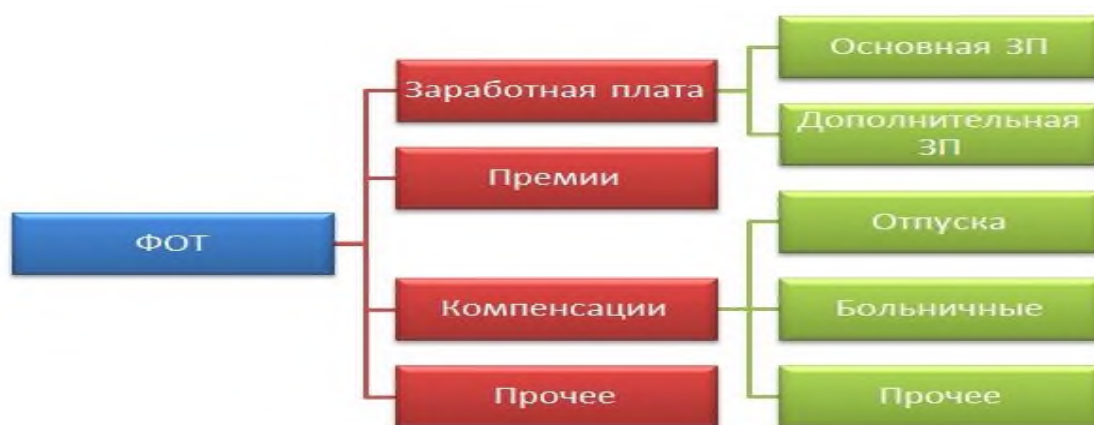 ФОТ
Заработная плата
Основная ЗП
Дополнительная
ЗП
Премии
Компенсации
Отпуска
Больничные
Прочее
Прочее